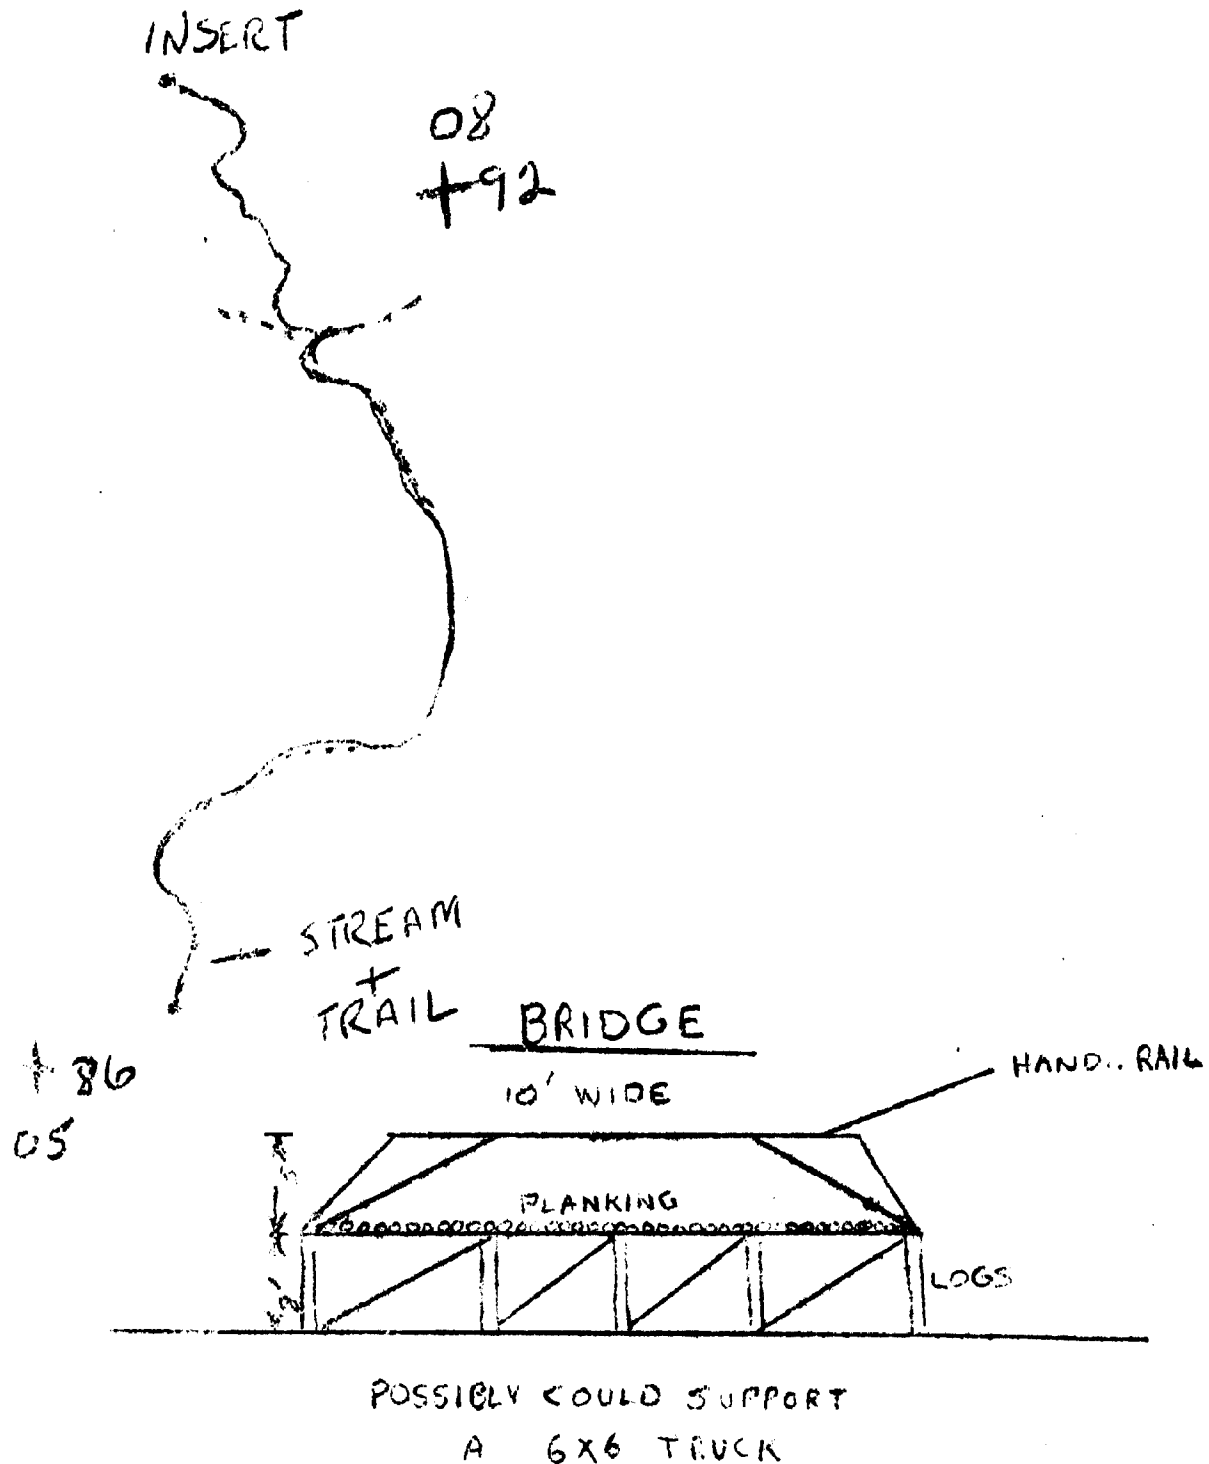 INSERT
08
+92
STREAM
+
TRAIL
BRIDGE
10' WIDE
HAND.. RAIL
+ 86
05
PLANKING
LOGS
POSSIBLY COULD SUPPORT
A 6X6 TRUCK